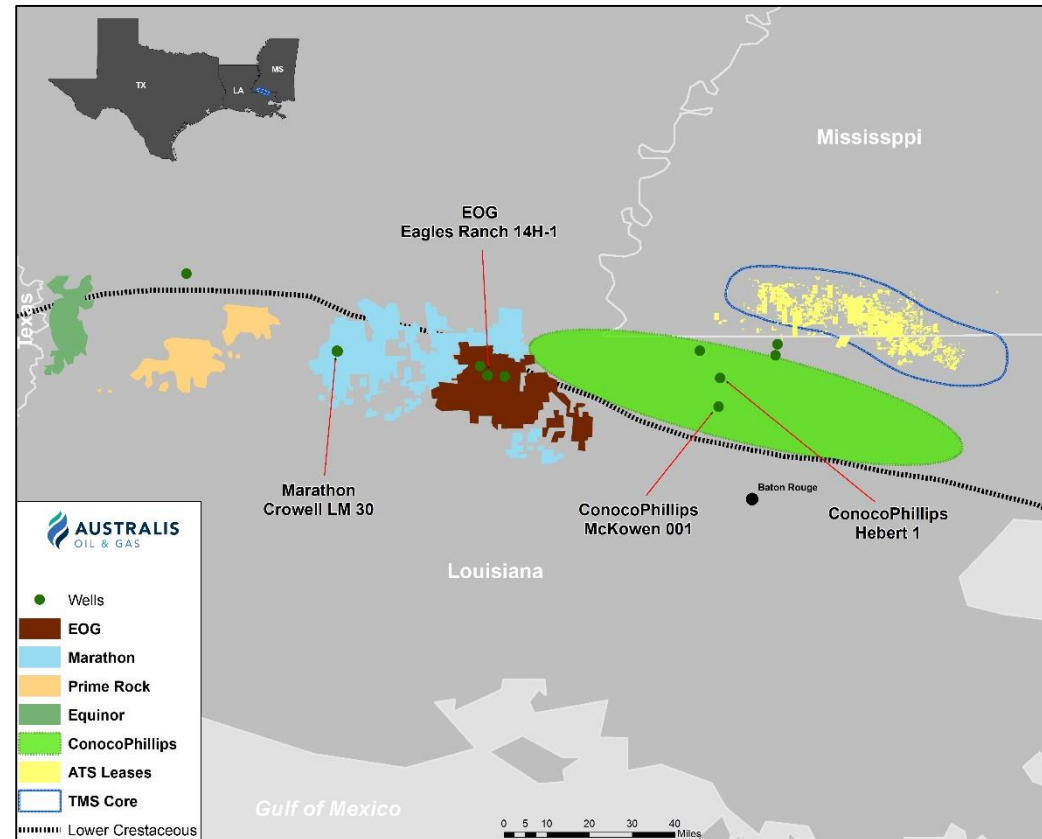 TX
LA
MS
Mississppi
EOG
Eagles Ranch 14H-1
Texas
Marathon
Crowell LM 30
ConocoPhillips
McKowen 001
Baton Rouge
ConocoPhillips
Hebert 1
Louisiana
Gulf of Mexico
AUSTRALIS
OIL & GAS
Wells
EOG
Marathon
Prime Rock
Equinor
ConocoPhillips
ATS Leases
TMS Core
Lower Crestaceous
0 5 10 20 30 40
Miles